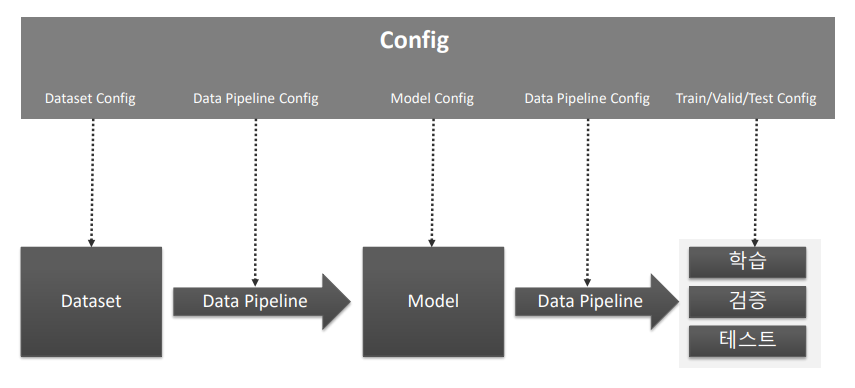 Config
Dataset Config
Data Pipeline Config
Model Config
Data Pipeline Config
Train/Valid/Test Config
Dataset
Data Pipeline
Model
Data Pipeline
학습
검증
테스트